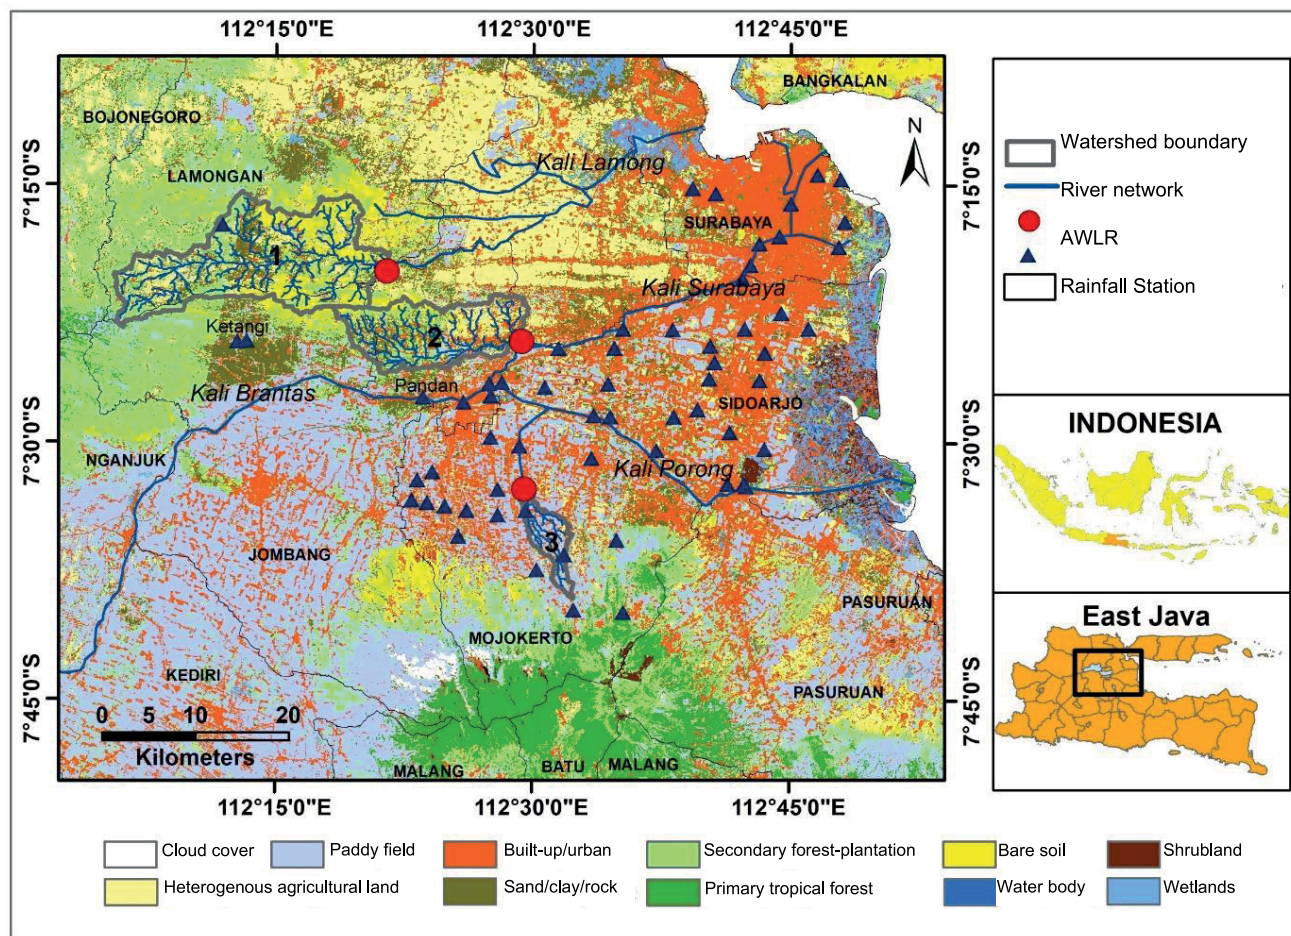 112°15'0"E
112°30'0"E
112°45'0"E
BANGKALAN
BOJONEGORO
N
Kali Lamong
LAMONGAN
7°15'0"S
7°15'0"S
SURABAYA
1
Kali Surabaya
Ketangi
2
Kali Brantas
Pandan
SIDOARJO
7°30'0"S
7°30'0"S
NGANJUK
Kali Porong
JOMBANG
3
PASURUAN
MOJOKERTO
KEDIRI
PASURUAN
7°45'0"S
7°45'0"S
0 5 10 20
Kilometers
MALANG
BATU
MALANG
112°15'0"E
112°30'0"E
112°45'0"E
Watershed boundary
River network
AWLR
Rainfall Station
INDONESIA
East Java
Cloud cover
Paddy field
Built-up/urban
Secondary forest-plantation
Bare soil
Shrubland
Heterogenous agricultural land
Sand/clay/rock
Primary tropical forest
Water body
Wetlands